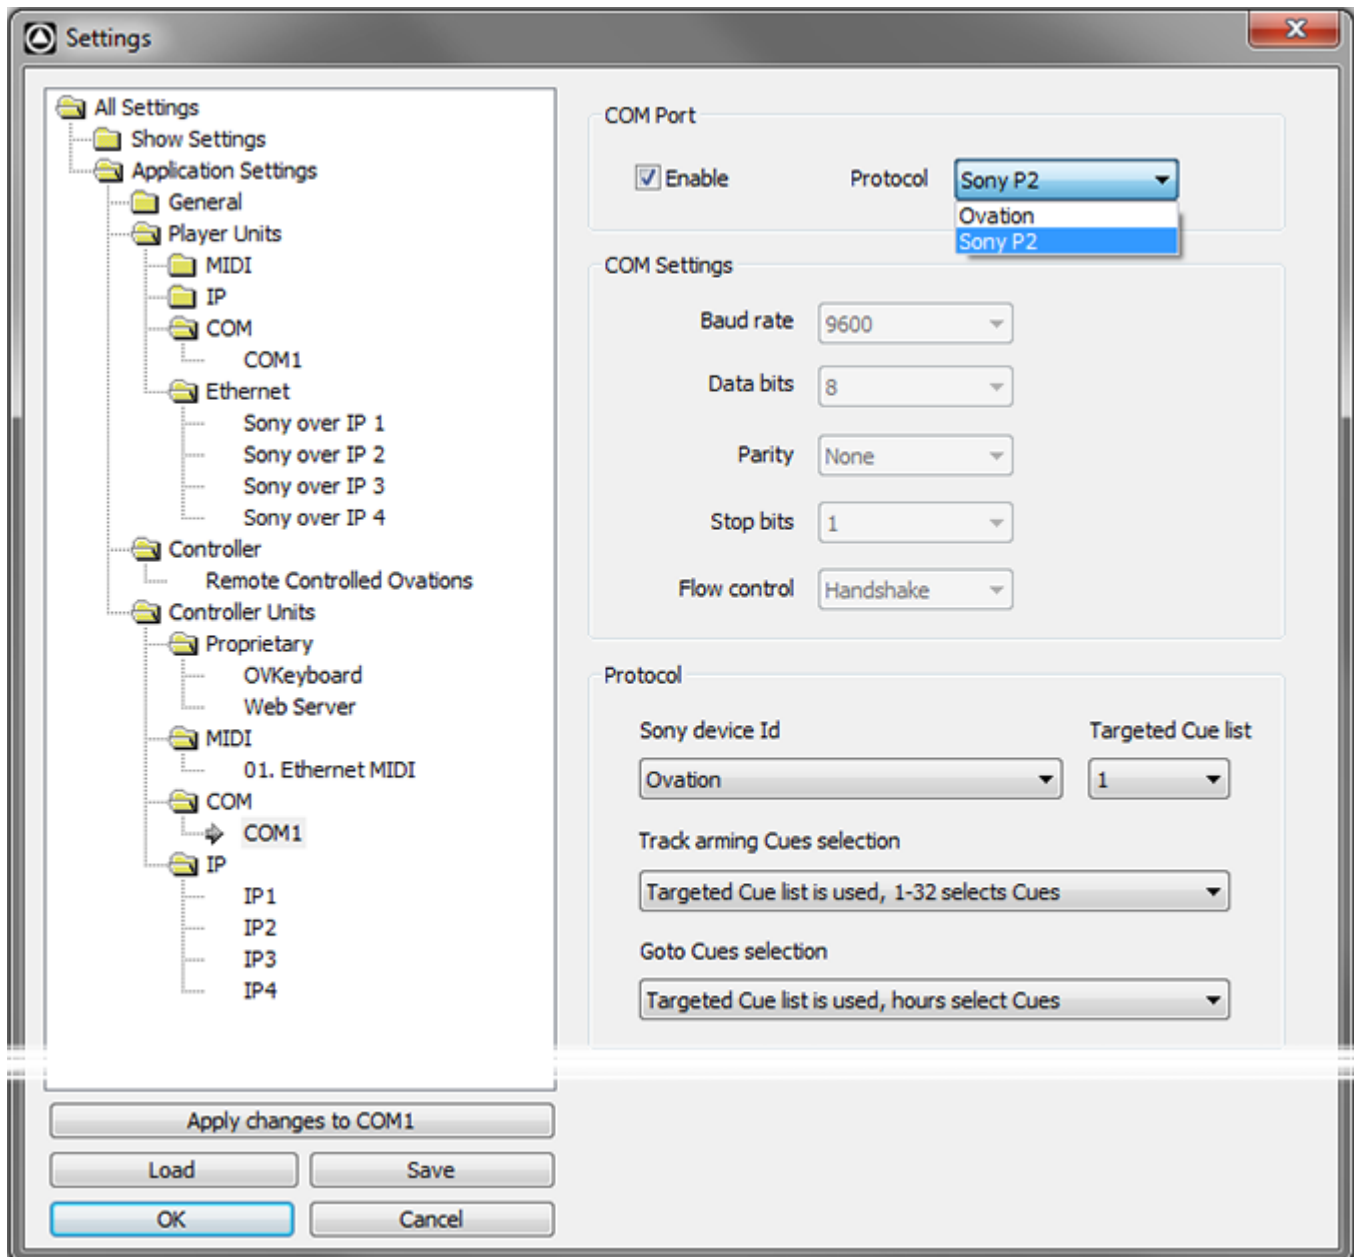 Settings
All Settings
Show Settings
Application Settings
General
Player Units
MIDI
IP
COM
COM1
Ethernet
Sony over IP 1
Sony over IP 2
Sony over IP 3
Sony over IP 4
Controller
Remote Controlled Ovations
Controller Units
Proprietary
OVKeyboard
Web Server
MIDI
01. Ethernet MIDI
COM
COM1
IP
IP1
IP2
IP3
IP4
Apply changes to COM1
Load Save
OK Cancel
COM Port
Enable Protocol Sony P2
Ovation
Sony P2
COM Settings
Baud rate 9600
Data bits 8
Parity None
Stop bits 1
Flow control Handshake
Protocol
Sony device Id Targeted Cue list
Ovation 1
Track arming Cues selection
Targeted Cue list is used, 1-32 selects Cues
Goto Cues selection
Targeted Cue list is used, hours select Cues